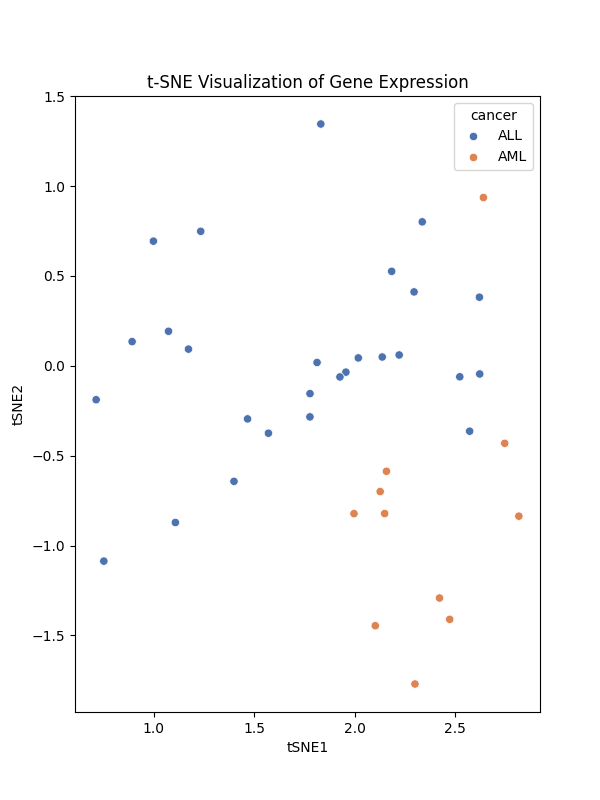 t-SNE Visualization of Gene Expression
cancer
ALL
AML
1.5
1.0
0.5
0.0
−0.5
−1.0
−1.5
tSNE2
1.0 1.5 2.0 2.5
tSNE1